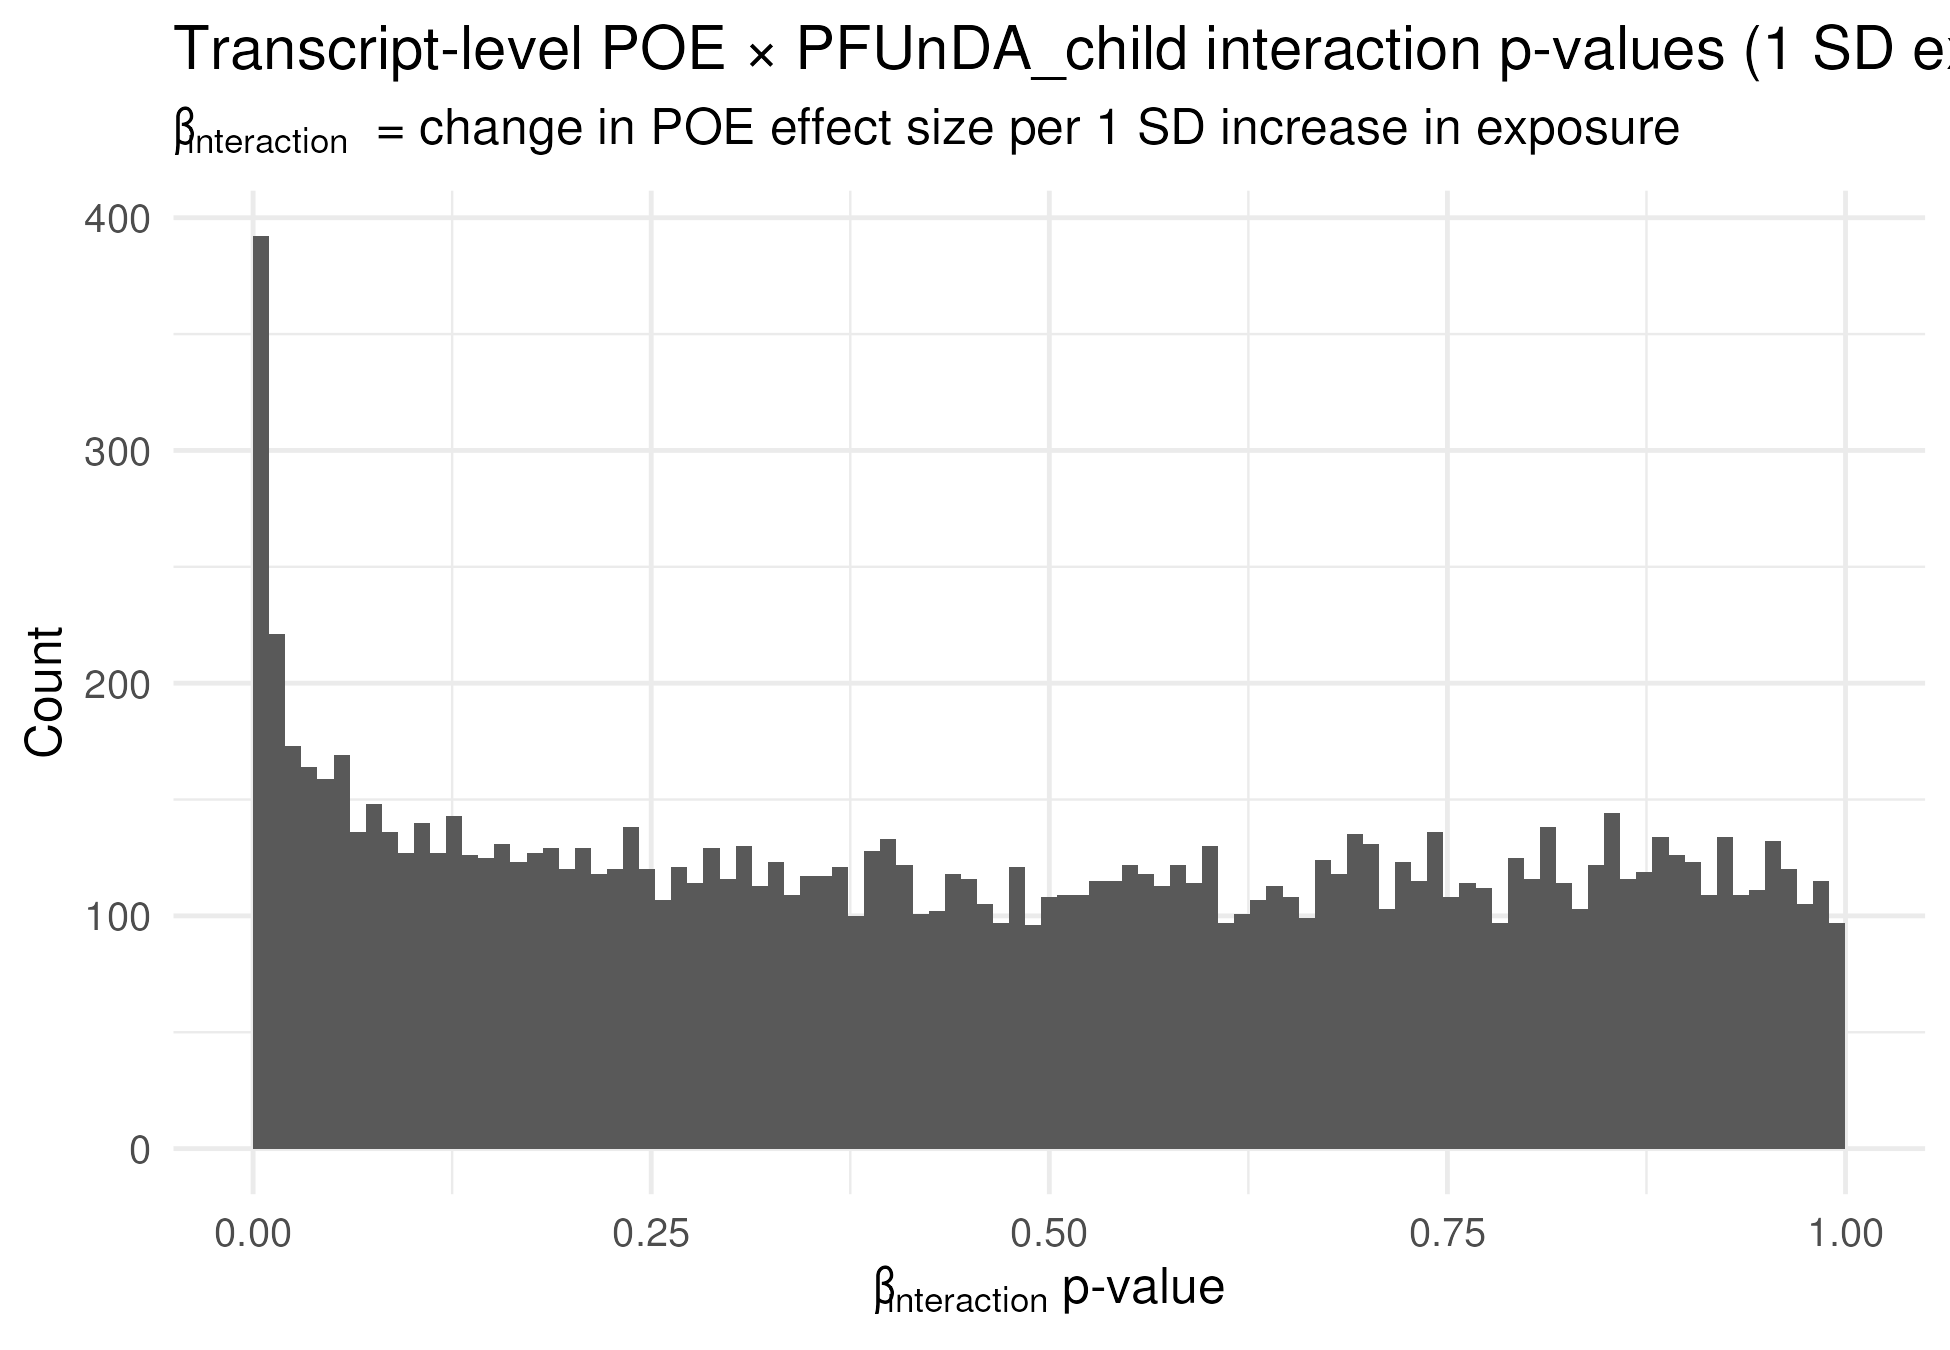 Transcript-level POE × PFUnDA_child interaction p-values (1 SD
βinteraction = change in POE effect size per 1 SD increase in exposure
400
300
200
100
0
Count
0.00 0.25 0.50 0.75 1.00
βinteraction p-value